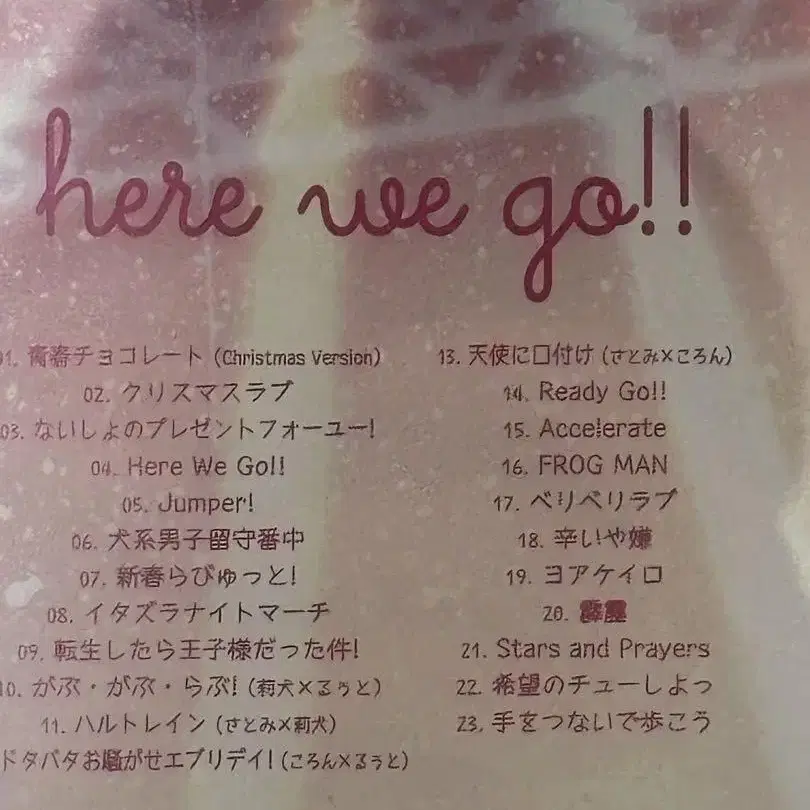 here we go!!
01. 青春チョコレート (Christmas Version)
02. クリスマスラブ
03. ないしょのプレゼントフォーユー!
04. Here We Go!!
05. Jumper!
06. 犬系男子留守番中
07. 新春らびゅっと!
08. イタズラナイトマーチ
09. 転生したら王子様だった件!
10. がぶ・がぶ・らぶ! (莉犬×るぅと)
11. ハルトレイン (さとみ×莉犬)
ドタバタお騒がせエブリデイ! (ころん×るぅと)
13. 天使に口付け (さとみ×ころん)
14. Ready Go!!
15. Accelerate
16. FROG MAN
17. ベリベリラブ
18. 辛いや嫌
19. ヨアケイロ
20.
21. Stars and Prayers
22. 希望のチューしよっ
23. 手をつないで歩こう